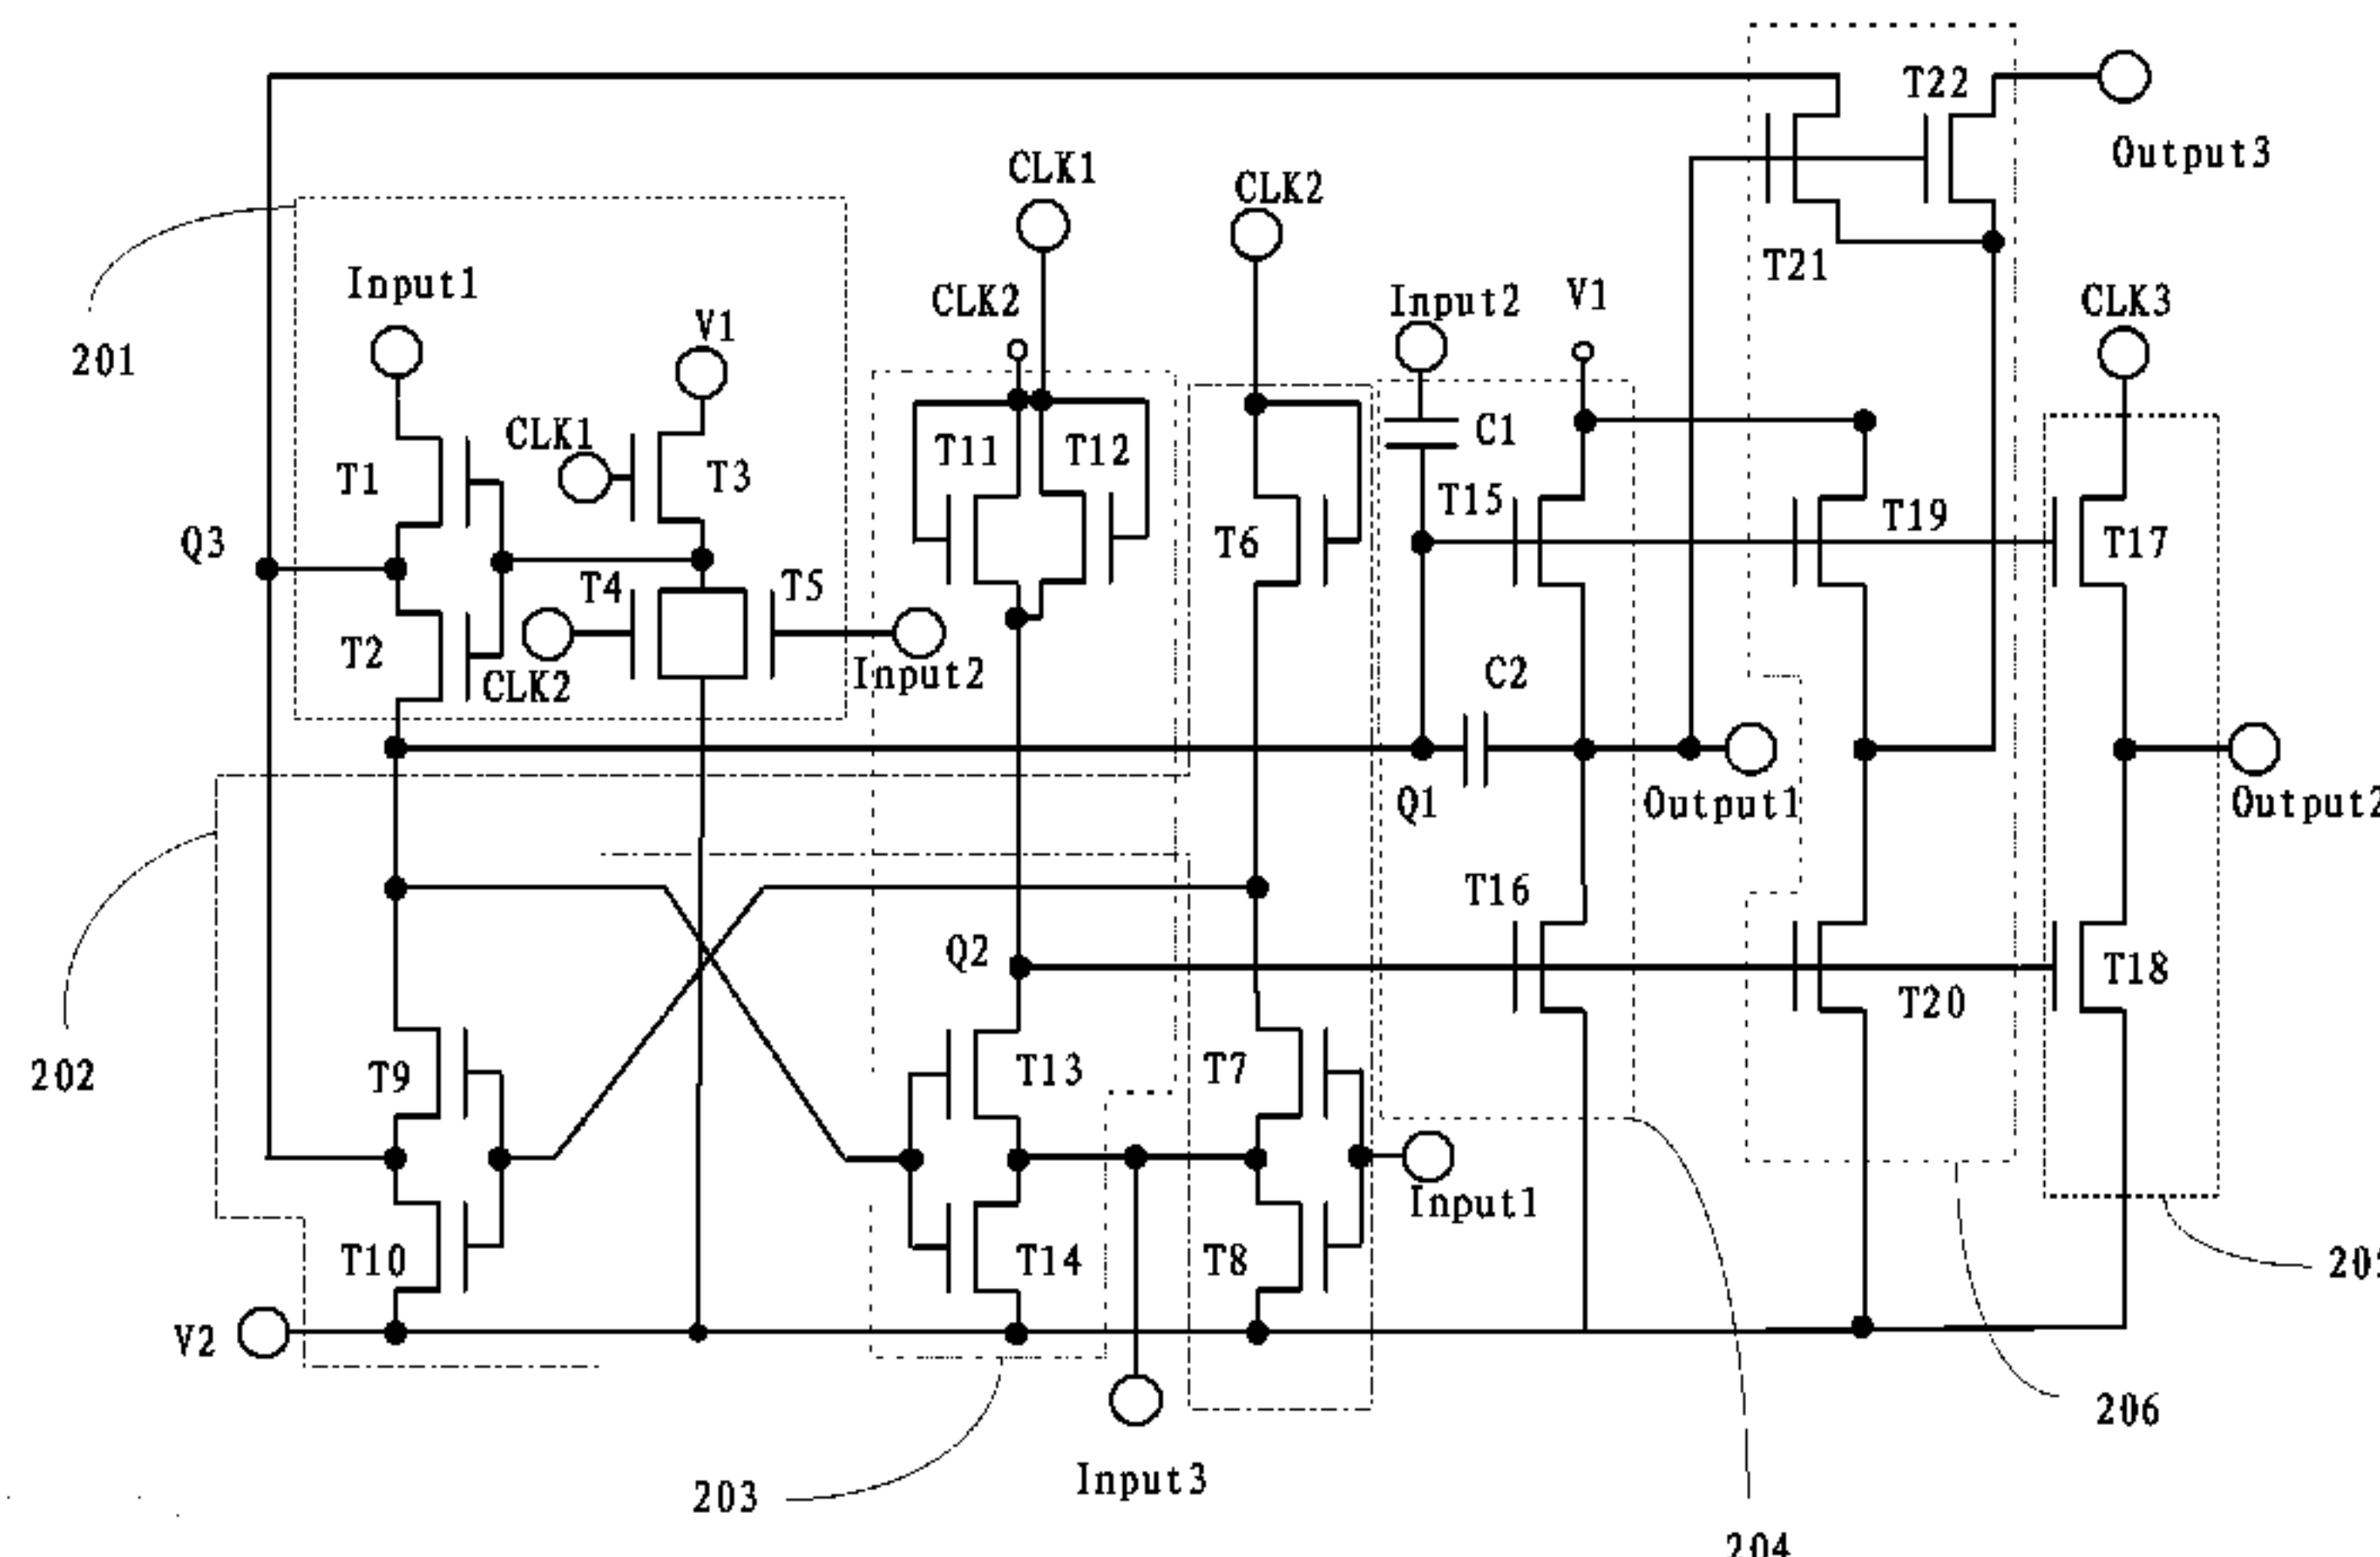 T22
Output3
CLK1
CLK2
T21
Input1
CLK2
Input2
V1
CLK3
V1
201
CLK1
T11
T12
C1
T1
T3
T15
T19
Q3
T6
T17
T4
T5
T2
CLK2
Input2
C2
Q1
Output1
Output2
T16
Q2
T18
T20
202
T9
T13
T7
Input1
T10
T14
T8
V2
206
203
Input3
204